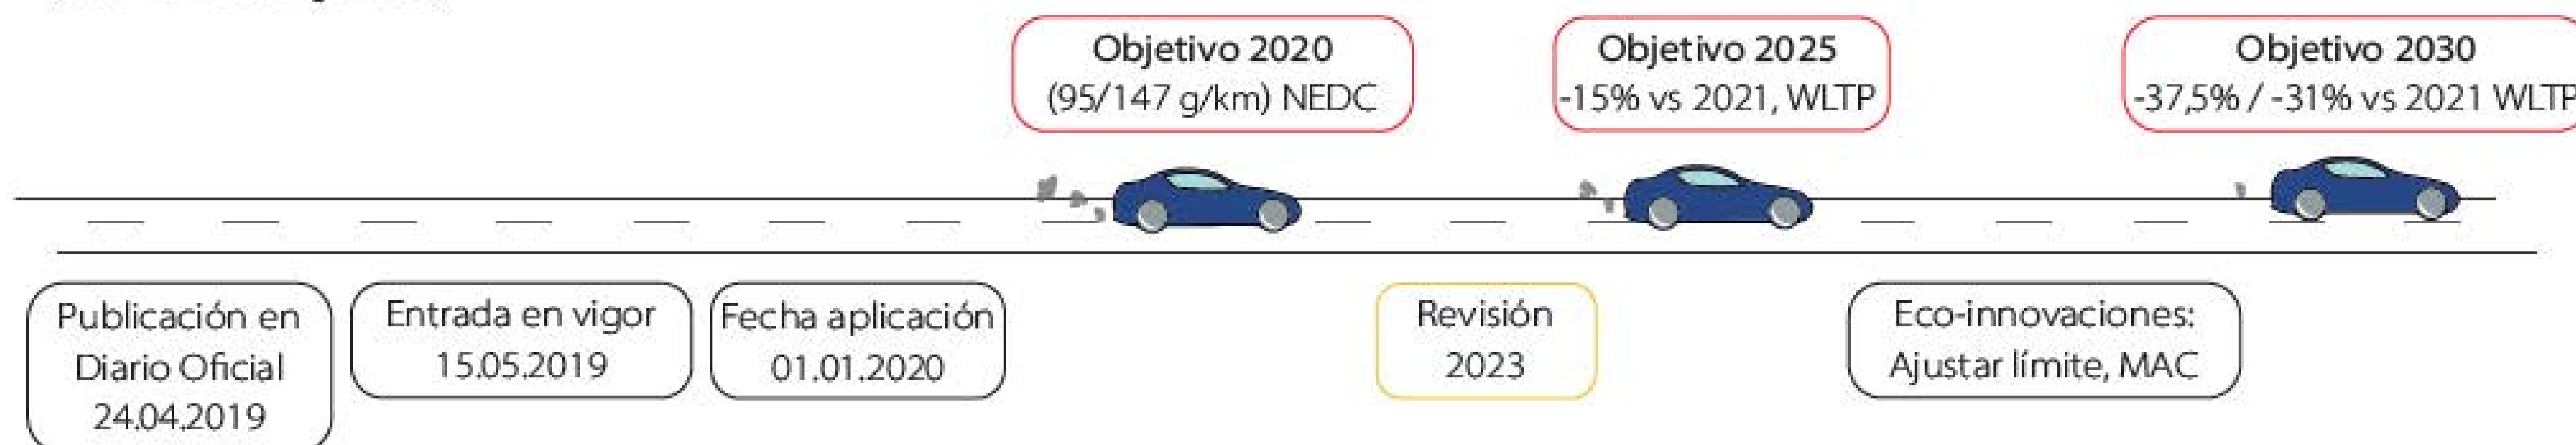 Objetivo 2020
(95/147 g/km) NEDC
Objetivo 2025
-15% vs 2021, WLTP
Objetivo 2030
-37,5% / -31% vs 2021 WLTP
Publicación en
Diario Oficial
24.04.2019
Entrada en vigor
15.05.2019
Fecha aplicación
01.01.2020
Revisión
2023
Eco-innovaciones:
Ajustar límite, MAC